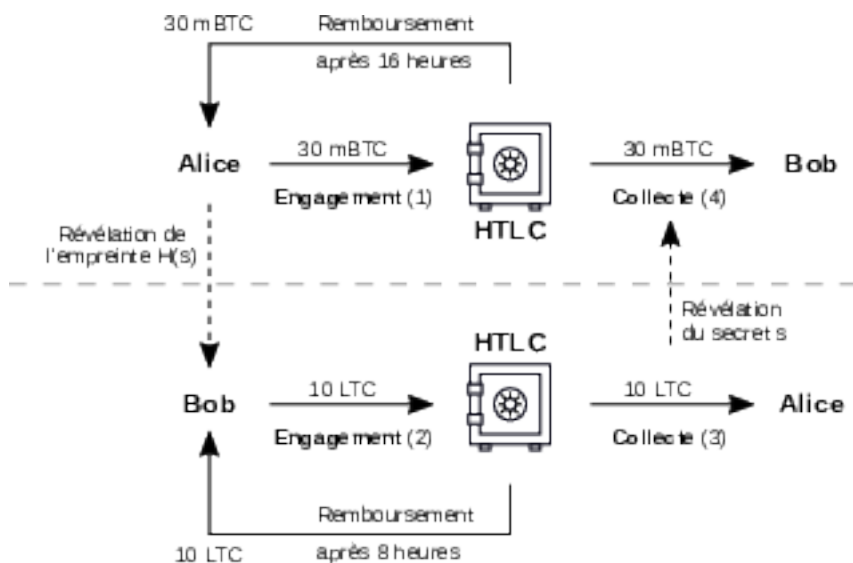 30 mBTC Remboursement
après 16 heures
Alice 30 mBTC 30 mBTC Bob
Engagement (1) Collecte (4)
HTLC
Révélation de
l'empreinte H(s)
Révélation
du secret s
HTLC
Bob 10 LTC 10 LTC Alice
Engagement (2) Collecte (3)
Remboursement
10 LTC après 8 heures